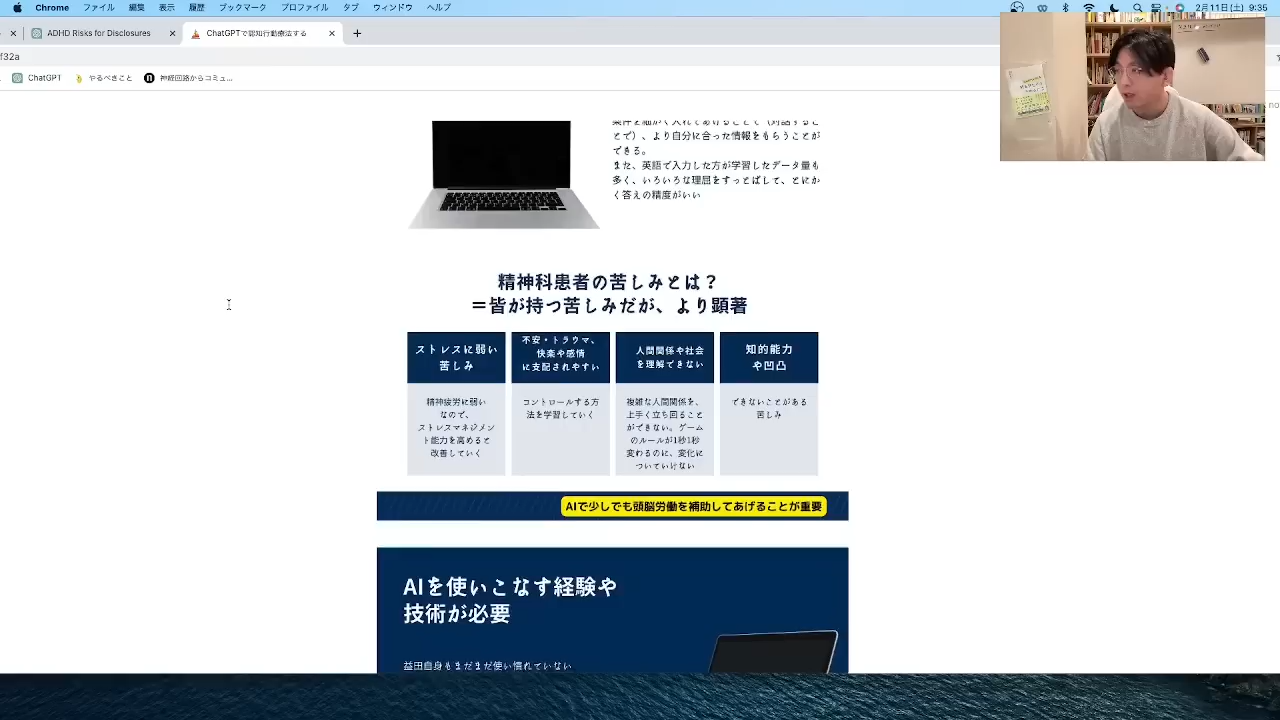 Chrome ファイル 編集 表示 履歴 ブックマーク プロファイル タブ ウィンドウ ヘルプ
2月11日(土) 9:35
ADHD Risks for Disclosures
ChatGPTで認知行動療法する
f32a
ChatGPT やるべきこと 神経回路からコミュ...
no
とで)、より自分に合った情報をもらうことが
できる。
また、英語で入力した方が学習したデータ量も
多く、いろいろな理屈をすっとばして、とにか
く答えの精度がいい
精神科患者の苦しみとは?
=皆が持つ苦しみだが、より顕著
ストレスに弱い
苦しみ
精神疲労に弱い
なので、
ストレスマネジメン
ト能力を高めると
改善していく
不安・トラウマ、
快楽や感情
に支配されやすい
コントロールする方
法を学習していく
人間関係や社会
を理解できない
複雑な人間関係を、
上手く立ち回ること
ができない。ゲーム
のルールが1秒1秒
変わるのに、変化に
ついていけない
知的能力
や凹凸
できないことがある
苦しみ
AIで少しでも頭脳労働を補助してあげることが重要
AIを使いこなす経験や
技術が必要
益田自身もまだまだ使い慣れていない